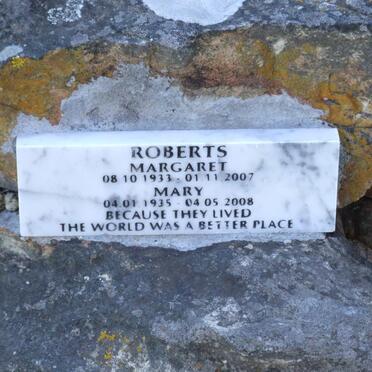 ROBERTS
MARGARET
08 10 1933 - 01 11 2007
MARY
04 01 1935 - 04 05 2008
BECAUSE THEY LIVED
THE WORLD WAS A BETTER PLACE